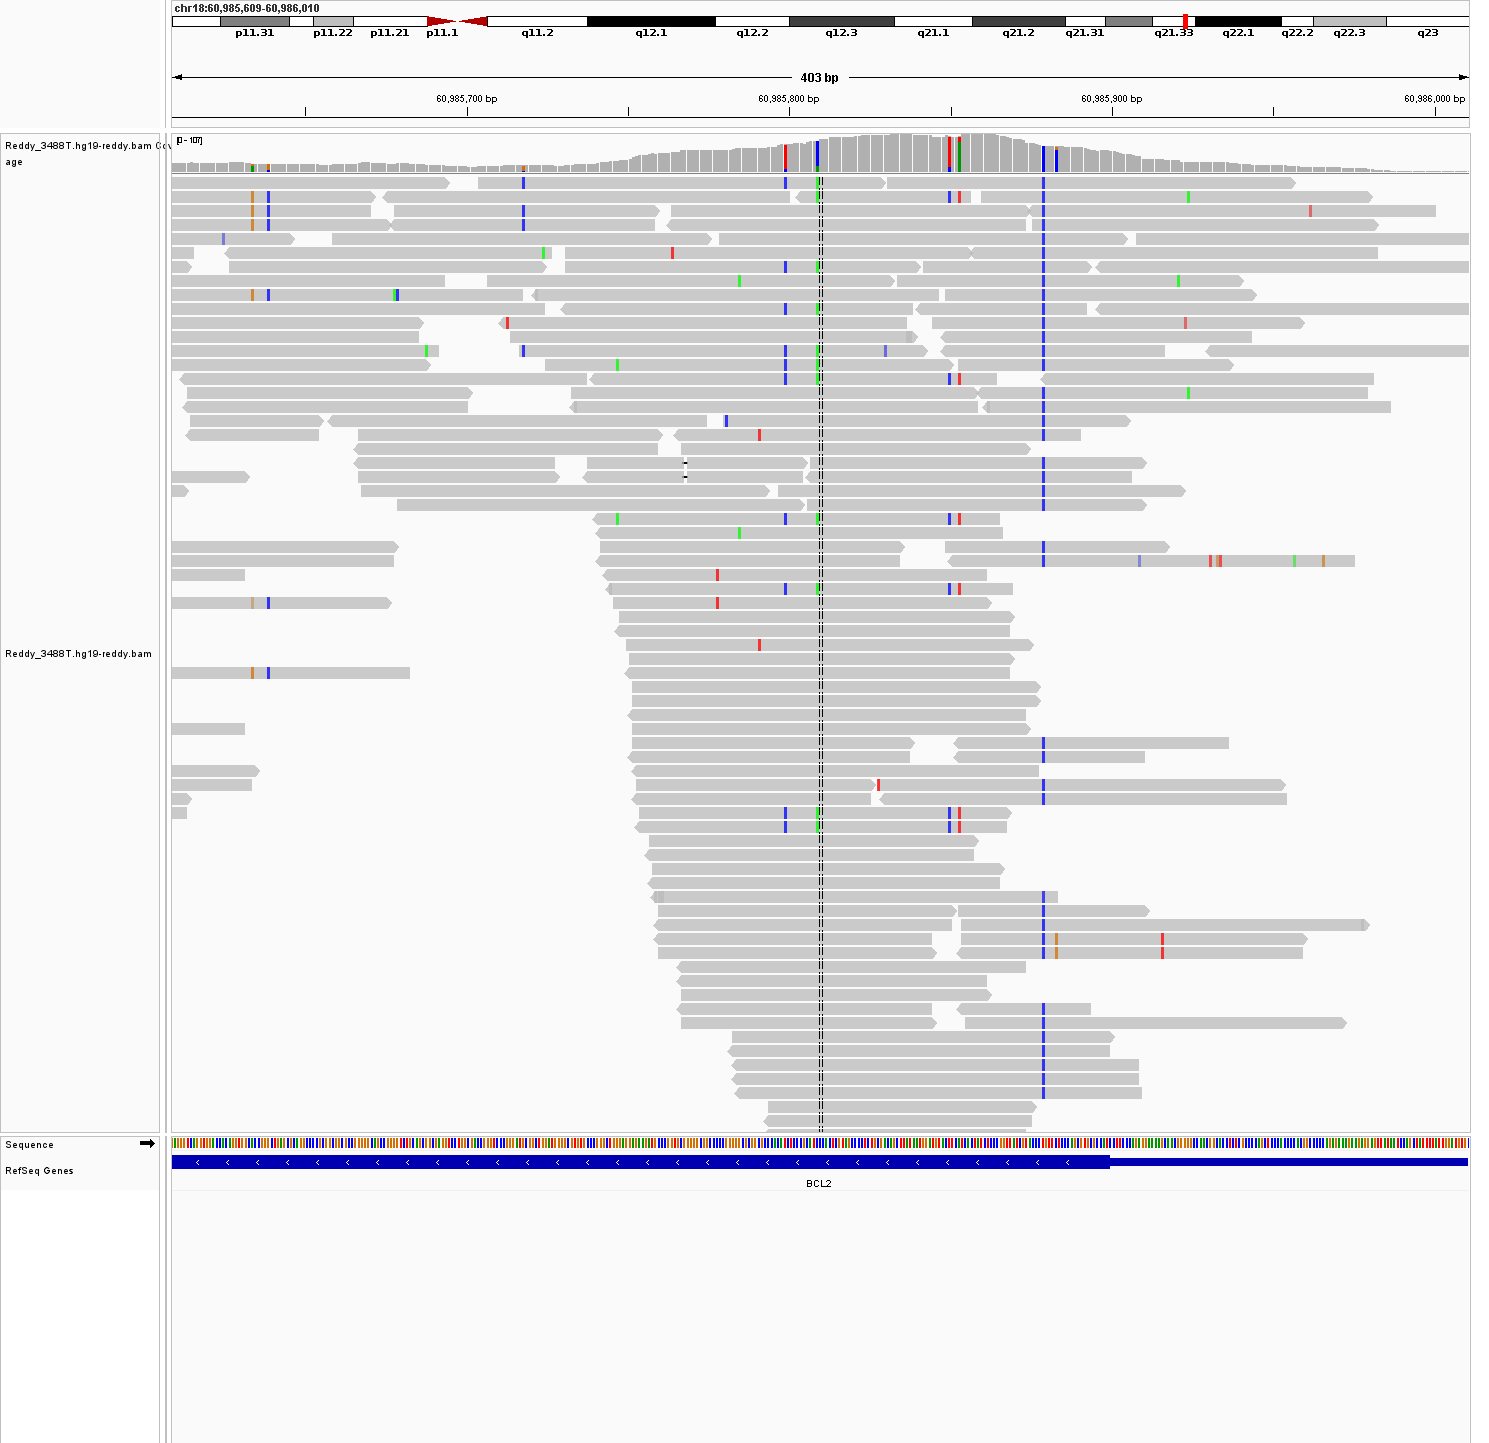 chr18:60,985,609-60,986,010
p11.31 p11.22 p11.21 p11.1 q11.2 q12.1 q12.2 q12.3 q21.1 q21.2 q21.31 q21.33 q22.1 q22.2 q22.3 q23
403 bp
60,985,700 bp 60,985,800 bp 60,985,900 bp 60,986,000 bp
Reddy_3488T.hg19-reddy.bam Cov
age
[0 - 107]
Reddy_3488T.hg19-reddy.bam
Sequence
RefSeq Genes
BCL2